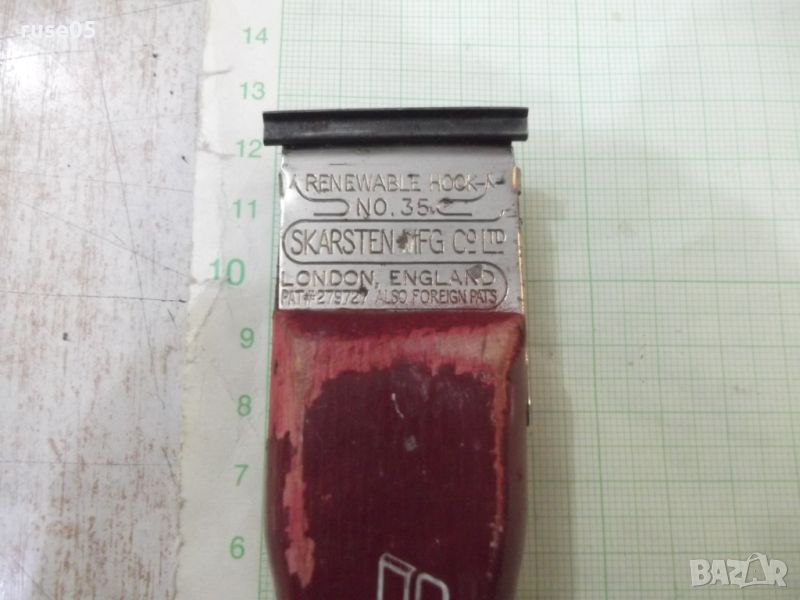 ruse05
14
13
12
11
10
9
8
7
6
RENEWABLE HOOK
NO. 35
SKARSTEN MFG CO LTD
LONDON, ENGLAND
PAT# 279727 ALSO FOREIGN PATS
BAZAR